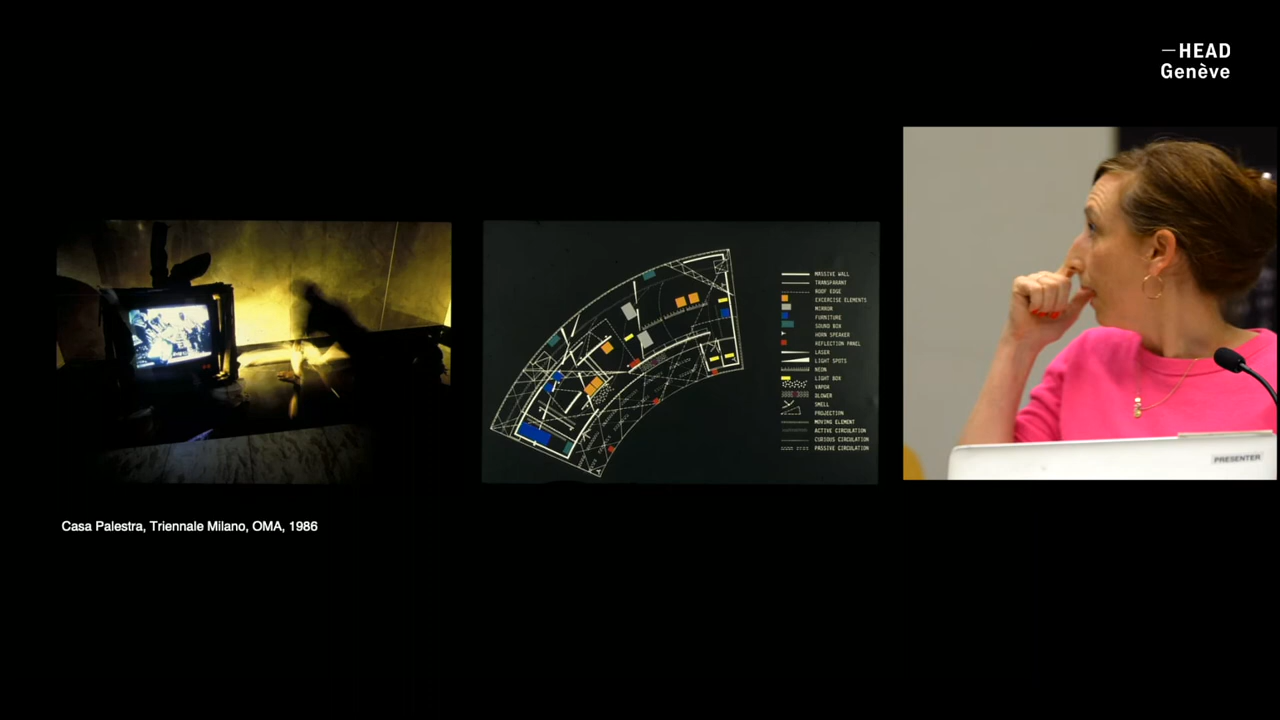 —HEAD
Genève
MASSIVE WALL
TRANSPARANT
ROOF EDGE
EXCERCISE ELEMENTS
MIRROR
FURNITURE
SOUND BOX
HORN SPEAKER
REFLECTION PANEL
LASER
LIGHT SPOTS
NEON
LIGHT BOX
VAPOR
BLOWER
SMELL
PROJECTION
MOVING ELEMENT
ACTIVE CIRCULATION
CURIOUS CIRCULATION
PASSIVE CIRCULATION
PRESENTER
Casa Palestra, Triennale Milano, OMA, 1986